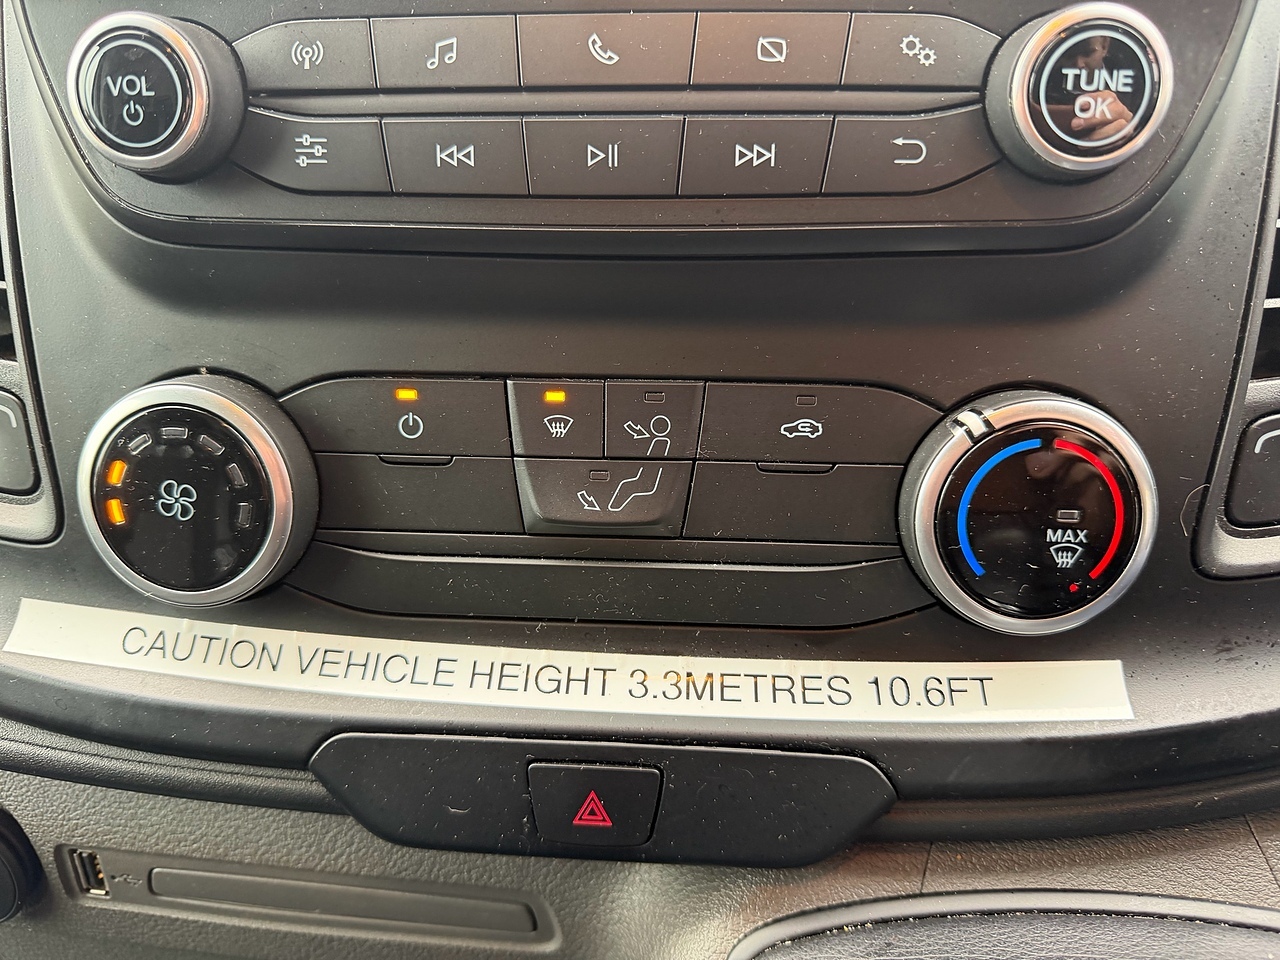 VOL
TUNE
OK
MAX
CAUTION VEHICLE HEIGHT 3.3METRES 10.6FT